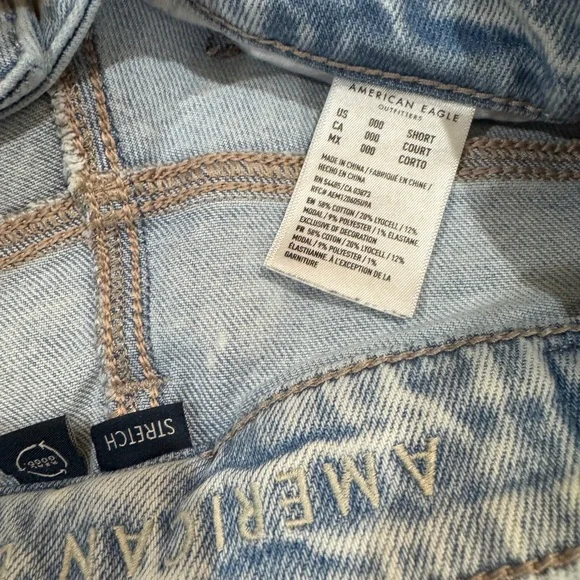 AMERICAN EAGLE
OUTFITTERS
US 000 SHORT
CA 000 COURT
MX 000 CORTO
MADE IN CHINA / FABRIQUÉ EN CHINE /
HECHO EN CHINA
RN 54485/CA 03873
EN 58% COTTON / 20% LYOCELL / 12%
MODAL / 9% POLYESTER / 1% ELASTANE
EXCLUSIVE OF DECORATION
FR 58% COTON / 20% LYOCELL / 12%
MODAL / 9% POLYESTER / 1%
ÉLASTHANNE. À L'EXCEPTION DE LA
GARNITURE
STRETCH
AMERICAN